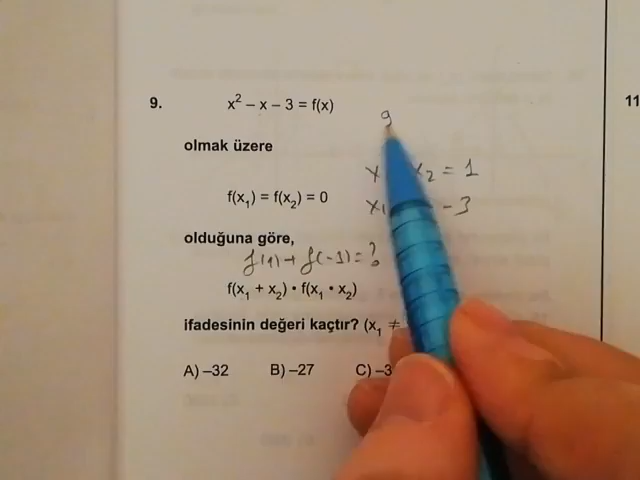 9. x² – x – 3 = f(x)
9
olmak üzere
x x₂ = 1
f(x₁) = f(x₂) = 0
x₁ -3
olduğuna göre,
f(1) + f(-1) = ?
f(x₁ + x₂) • f(x₁ • x₂)
ifadesinin değeri kaçtır? (x₁ ≠
A) –32 B) –27 C) –3
11